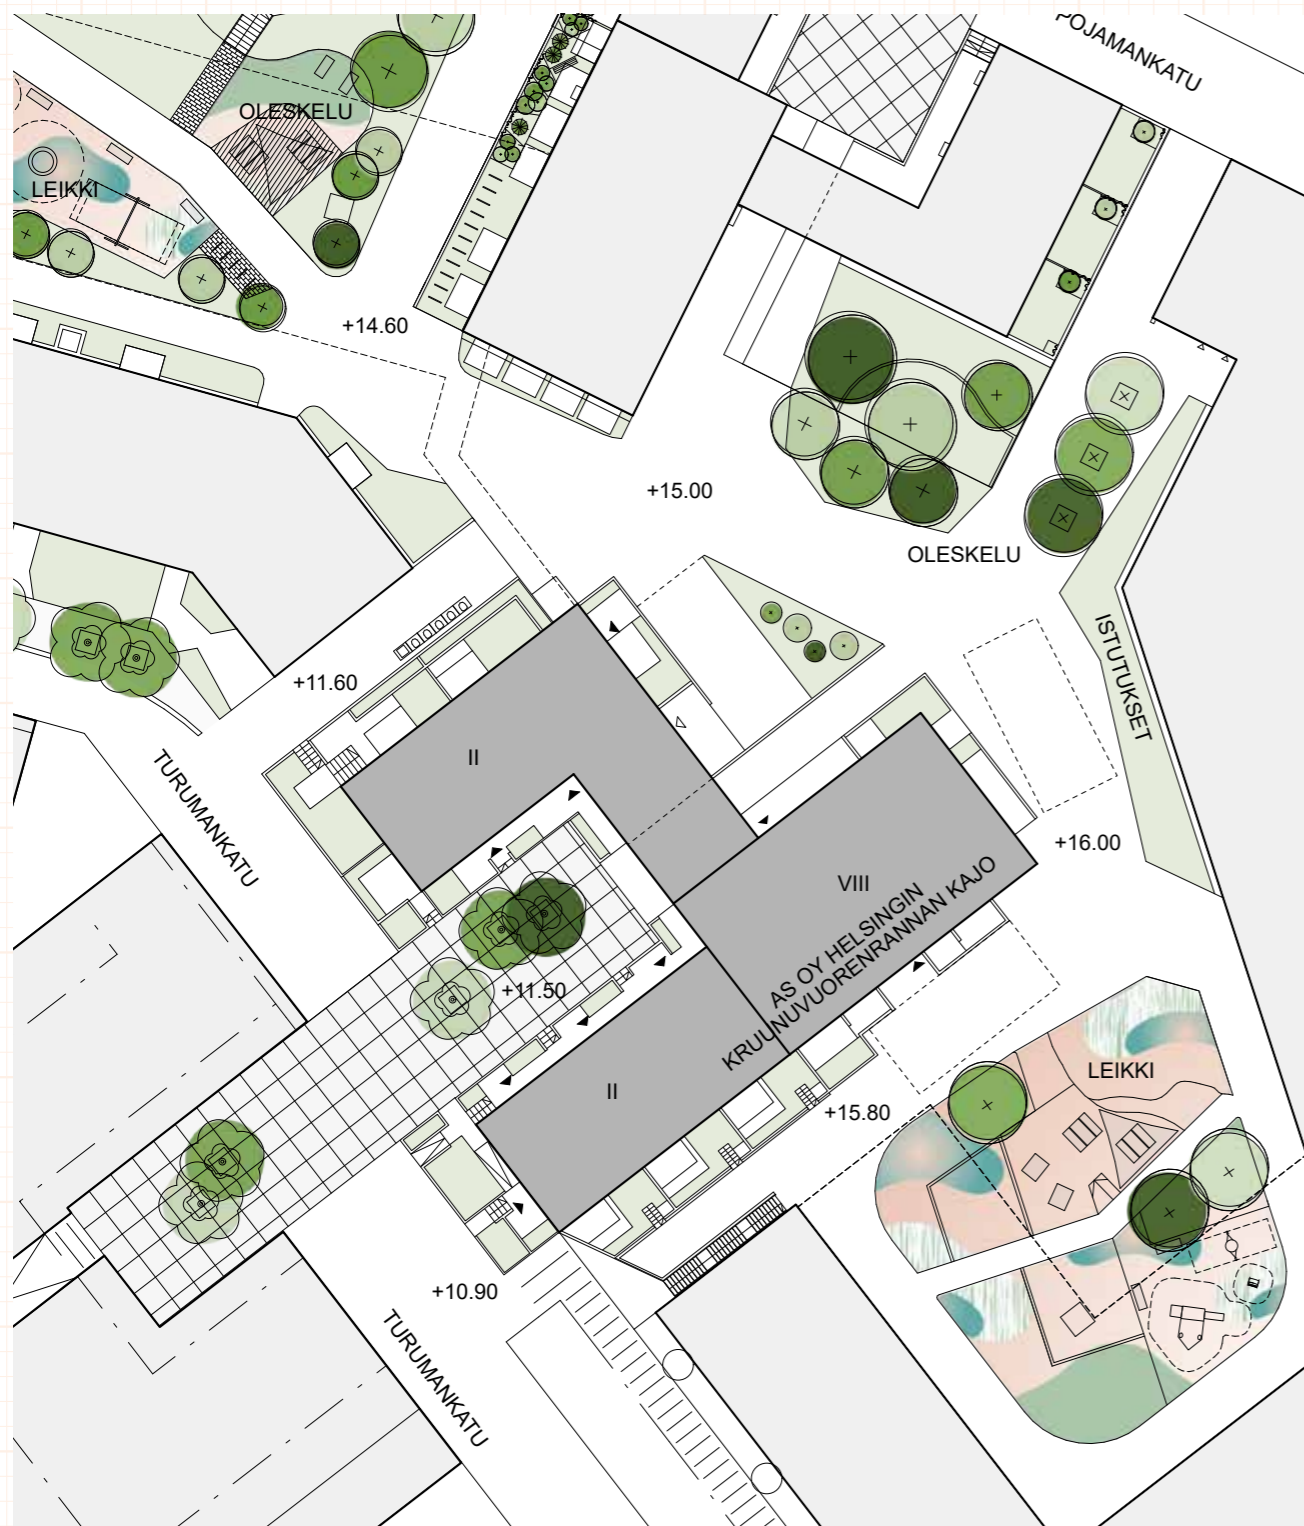 POJAMANKATU
OLESKELU
LEIKKI
+14.60
+15.00
OLESKELU
ISTUTUKSET
+11.60
TURUMANKATU
II
+16.00
VIII
AS OY HELSINGIN
KRUUNUVUORENRANNAN KAJO
+11.50
LEIKKI
II
+15.80
+10.90
TURUMANKATU